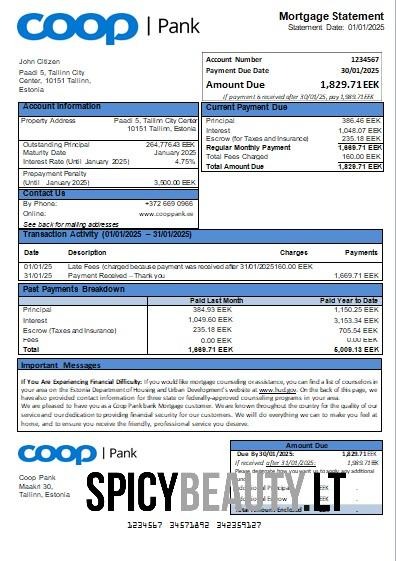 coop | Pank
Mortgage Statement
Statement Date: 01/01/2025
John Citizen
Paadi 5, Tallinn City
Center, 10151 Tallinn,
Estonia
Account Number 1234567
Payment Due Date 30/01/2025
Amount Due 1,829.71 EEK
If payment is received after 30/01/25, pay 1,989.71 EEK
Account Information
Property Address Paadi 5, Tallinn City Center
10151 Tallinn, Estonia
Outstanding Principal 264,776.43 EEK
Maturity Date January 2025
Interest Rate (Until January 2025) 4.75%
Prepayment Penalty
(Until January 2025) 3,500.00 EEK
Contact Us
By Phone: +372 669 0966
Online: www.cooppank.ee
See back for mailing addresses
Current Payment Due
Principal 386.46 EEK
Interest 1,048.07 EEK
Escrow (for Taxes and Insurance) 235.18 EEK
Regular Monthly Payment 1,669.71 EEK
Total Fees Charged 160.00 EEK
Total Amount Due 1,829.71 EEK
Transaction Activity (01/01/2025 – 31/01/2025)
Date Description Charges Payments
01/01/25 Late Fees (charged because payment was received after 31/01/2025 160.00 EEK
31/01/25 Payment Received – Thank you 1,669.71 EEK
Past Payments Breakdown
Paid Last Month Paid Year to Date
Principal 384.93 EEK 1,150.25 EEK
Interest 1,049.60 EEK 3,153.34 EEK
Escrow (Taxes and Insurance) 235.18 EEK 705.54 EEK
Fees 0.00 EEK 0.00 EEK
Total 1,669.71 EEK 5,009.13 EEK
Important Messages
If You Are Experiencing Financial Difficulty: If you would like mortgage counseling or assistance, you can find a list of counselors in
your area on the Estonia Department of Housing and Urban Development's website at www.hud.gov. On the back of this page, we
have also provided contact information for three state or federally-approved counseling programs in your area.
We are pleased to have you as a Coop Pank bank Mortgage customer. We are known throughout the country for the quality of our
service and our dedication to providing financial security for our customers. We will do everything we can to make you feel at
home, and to ensure you receive the friendly, professional service you deserve.
coop | Pank
Coop Pank
Maakri 30,
Tallinn, Estonia
Amount Due
Due By 30/01/2025: 1,829.71 EEK
If received after 31/01/2025: 1,989.71 EEK
Please designate how you want us to apply any additional
funds.
Additional Principal EEK
Additional Escrow EEK
Total Amount Enclosed EEK
SPICYBEAUTY.LT
1234567 34571892 342359127